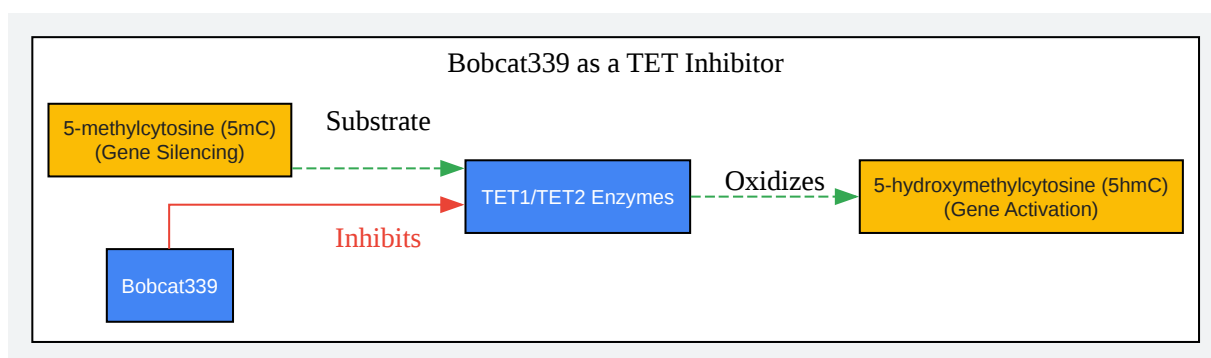 Bobcat339 as a TET Inhibitor
5-methylcytosine (5mC)
(Gene Silencing)
Substrate
TET1/TET2 Enzymes
Oxidizes
5-hydroxymethylcytosine (5hmC)
(Gene Activation)
Inhibits
Bobcat339